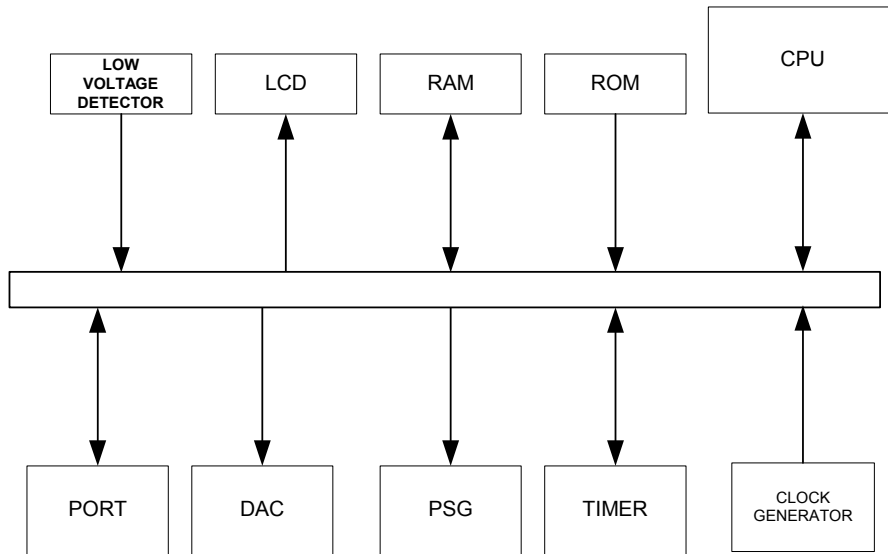 LOW
VOLTAGE
DETECTOR
LCD
RAM
ROM
CPU
PORT
DAC
PSG
TIMER
CLOCK
GENERATOR